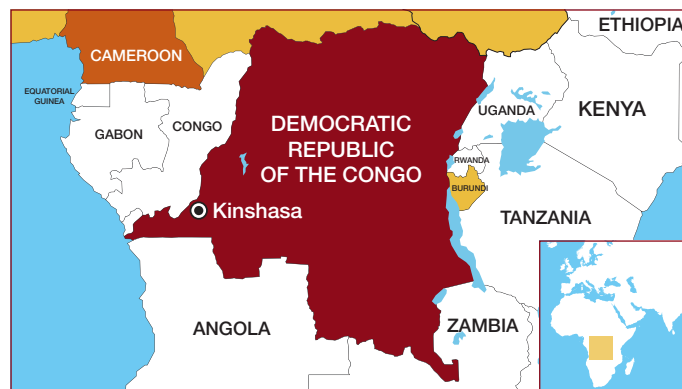 ETHIOPIA
CAMEROON
EQUATORIAL
GUINEA
GABON
CONGO
DEMOCRATIC
REPUBLIC
OF THE CONGO
UGANDA
KENYA
RWANDA
BURUNDI
Kinshasa
TANZANIA
ANGOLA
ZAMBIA